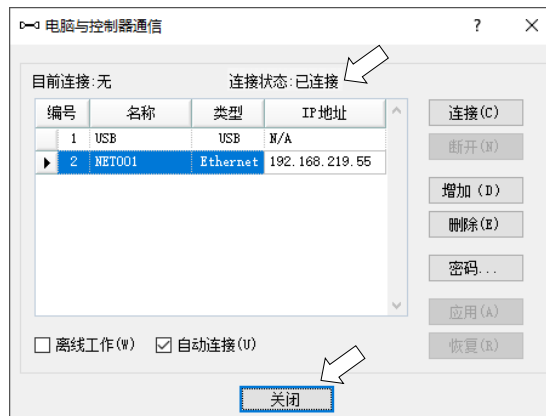 电脑与控制器通信
目前连接:无 连接状态:已连接
编号 名称 类型 IP地址
1 USB USB N/A
2 NET001 Ethernet 192.168.219.55
连接(C)
断开(N)
增加 (D)
删除(E)
密码...
应用(A)
恢复(R)
离线工作(W) 自动连接(U)
关闭